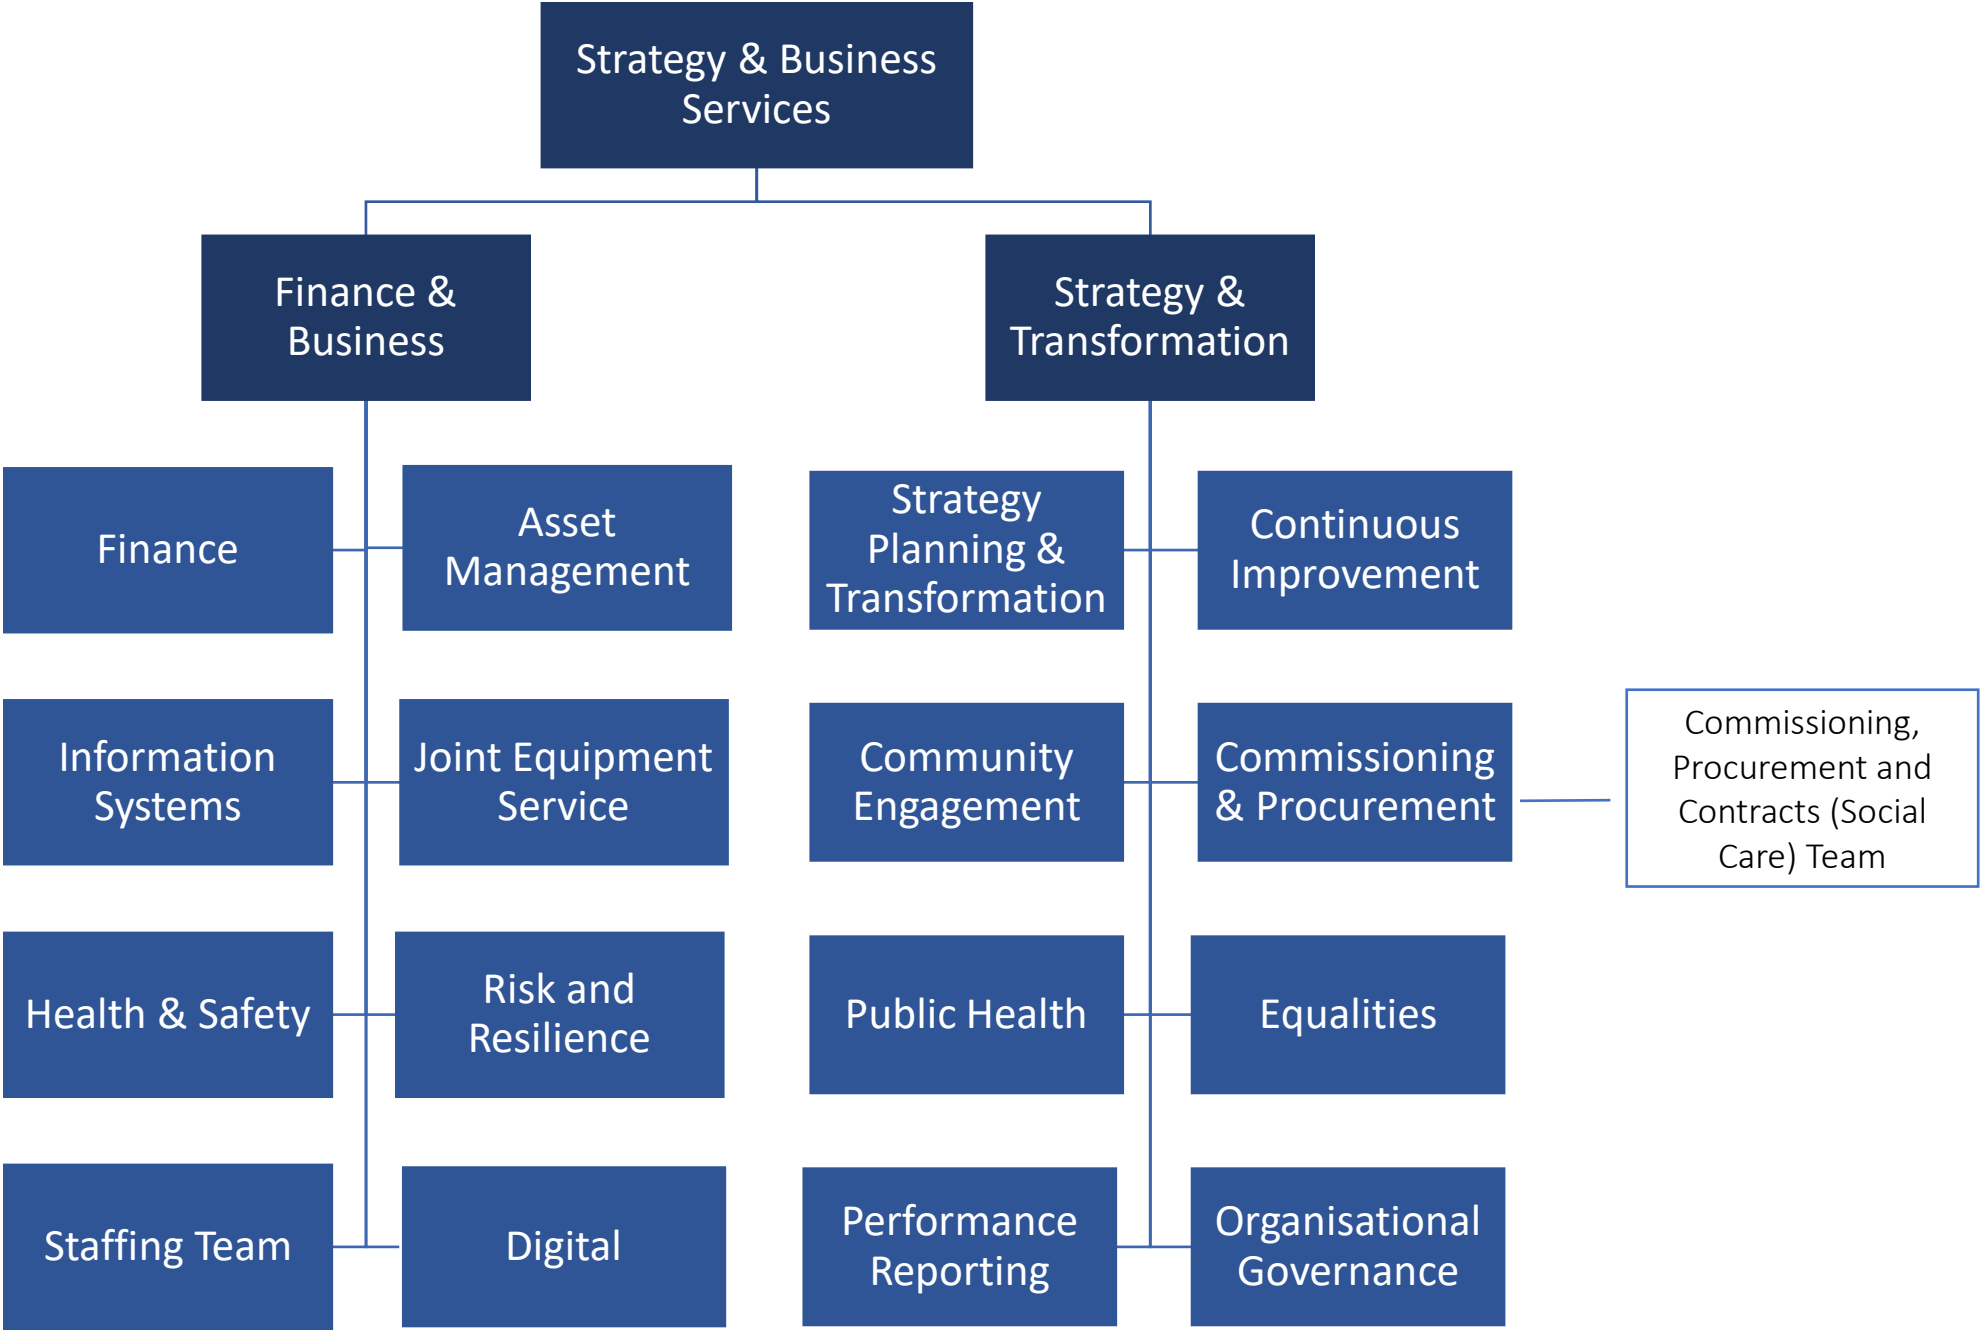 Strategy & Business
Services
Finance &
Business
Strategy &
Transformation
Finance
Asset
Management
Strategy
Planning &
Transformation
Continuous
Improvement
Information
Systems
Joint Equipment
Service
Community
Engagement
Commissioning
& Procurement
Commissioning,
Procurement and
Contracts (Social
Care) Team
Health & Safety
Risk and
Resilience
Public Health
Equalities
Staffing Team
Digital
Performance
Reporting
Organisational
Governance